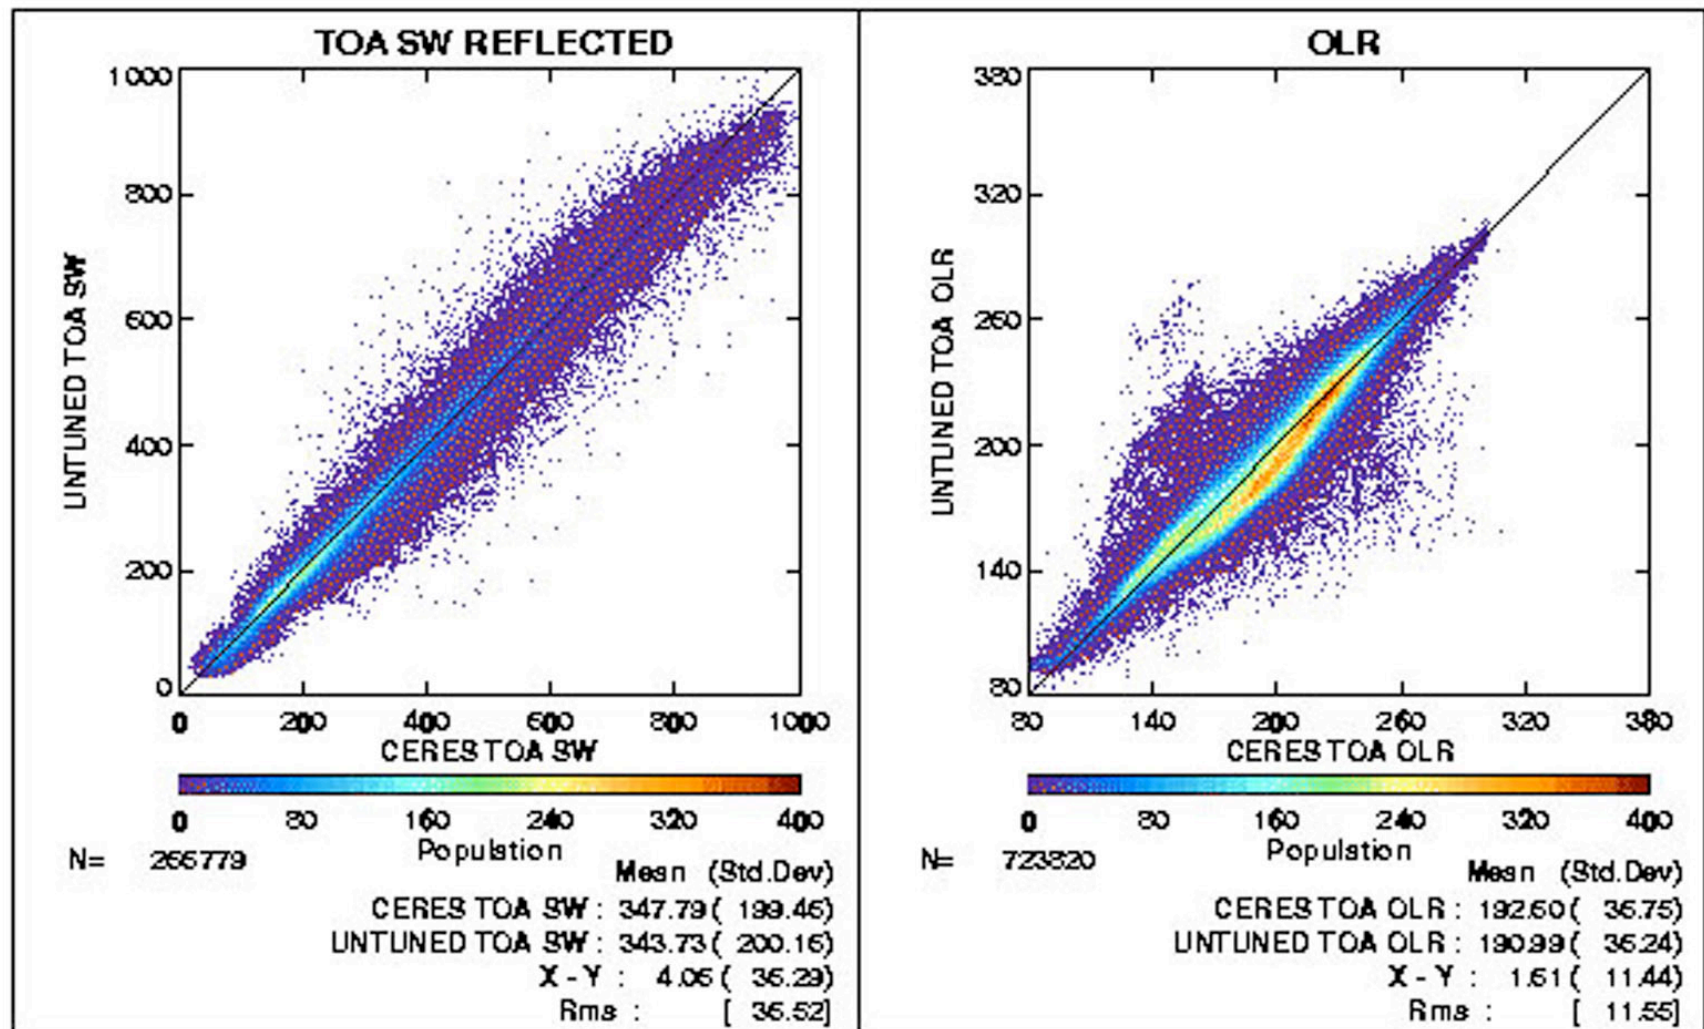 TOA SW REFLECTED
1000
800
600
400
200
0
UNTUNED TOA SW
0 200 400 600 800 1000
CERES TOA SW
0 80 160 240 320 400
Population
N= 265779
Mean (Std.Dev)
CERES TOA SW : 347.79( 199.46)
UNTUNED TOA SW : 343.73( 200.16)
X - Y : 4.06( 35.29)
Rms : [ 35.52]
OLR
380
320
260
200
140
80
UNTUNED TOA OLR
80 140 200 260 320 380
CERES TOA OLR
0 80 160 240 320 400
Population
N= 723820
Mean (Std.Dev)
CERES TOA OLR : 192.60( 35.75)
UNTUNED TOA OLR : 190.99( 35.24)
X - Y : 1.61( 11.44)
Rms : [ 11.55]